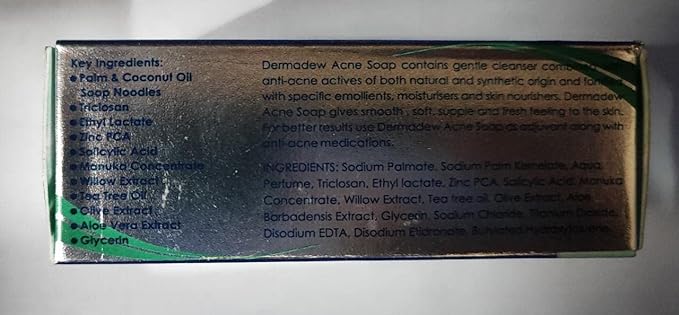 Key Ingredients:
• Palm & Coconut Oil
Soap Noodles
• Triclosan
• Ethyl Lactate
• Zinc PCA
• Salicylic Acid
• Manuka Concentrate
• Willow Extract
• Tea Tree Oil
• Olive Extract
• Aloe Vera Extract
• Glycerin
Dermadew Acne Soap contains gentle cleanser
anti-acne actives of both natural and synthetic origin and
with specific emollients, moisturisers and skin nourishers. Dermadew
Acne Soap gives smooth, soft, supple and fresh feeling to the skin.
For better results use Dermadew Acne Soap as adjuvant along with
anti-acne medications.
INGREDIENTS: Sodium Palmate, Sodium Palm Kernelate, Aqua,
Perfume, Triclosan, Ethyl lactate, Zinc PCA, Salicylic Acid, Manuka
Concentrate, Willow Extract, Tea tree oil, Olive Extract, Aloe
Barbadensis Extract, Glycerin, Sodium Chloride, Titanium Dioxide,
Disodium EDTA, Disodium Etidronate, Butylated Hydroxytoluene.